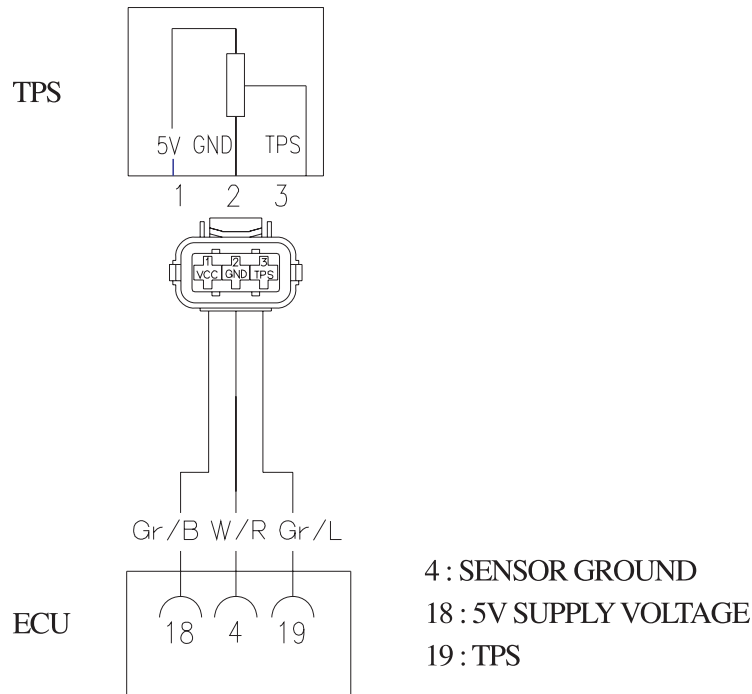 TPS
5V GND TPS
1 2 3
1 2 3
VCC GND TPS
Gr/B W/R Gr/L
4 : SENSOR GROUND
18 : 5V SUPPLY VOLTAGE
ECU
18 4 19
19 : TPS